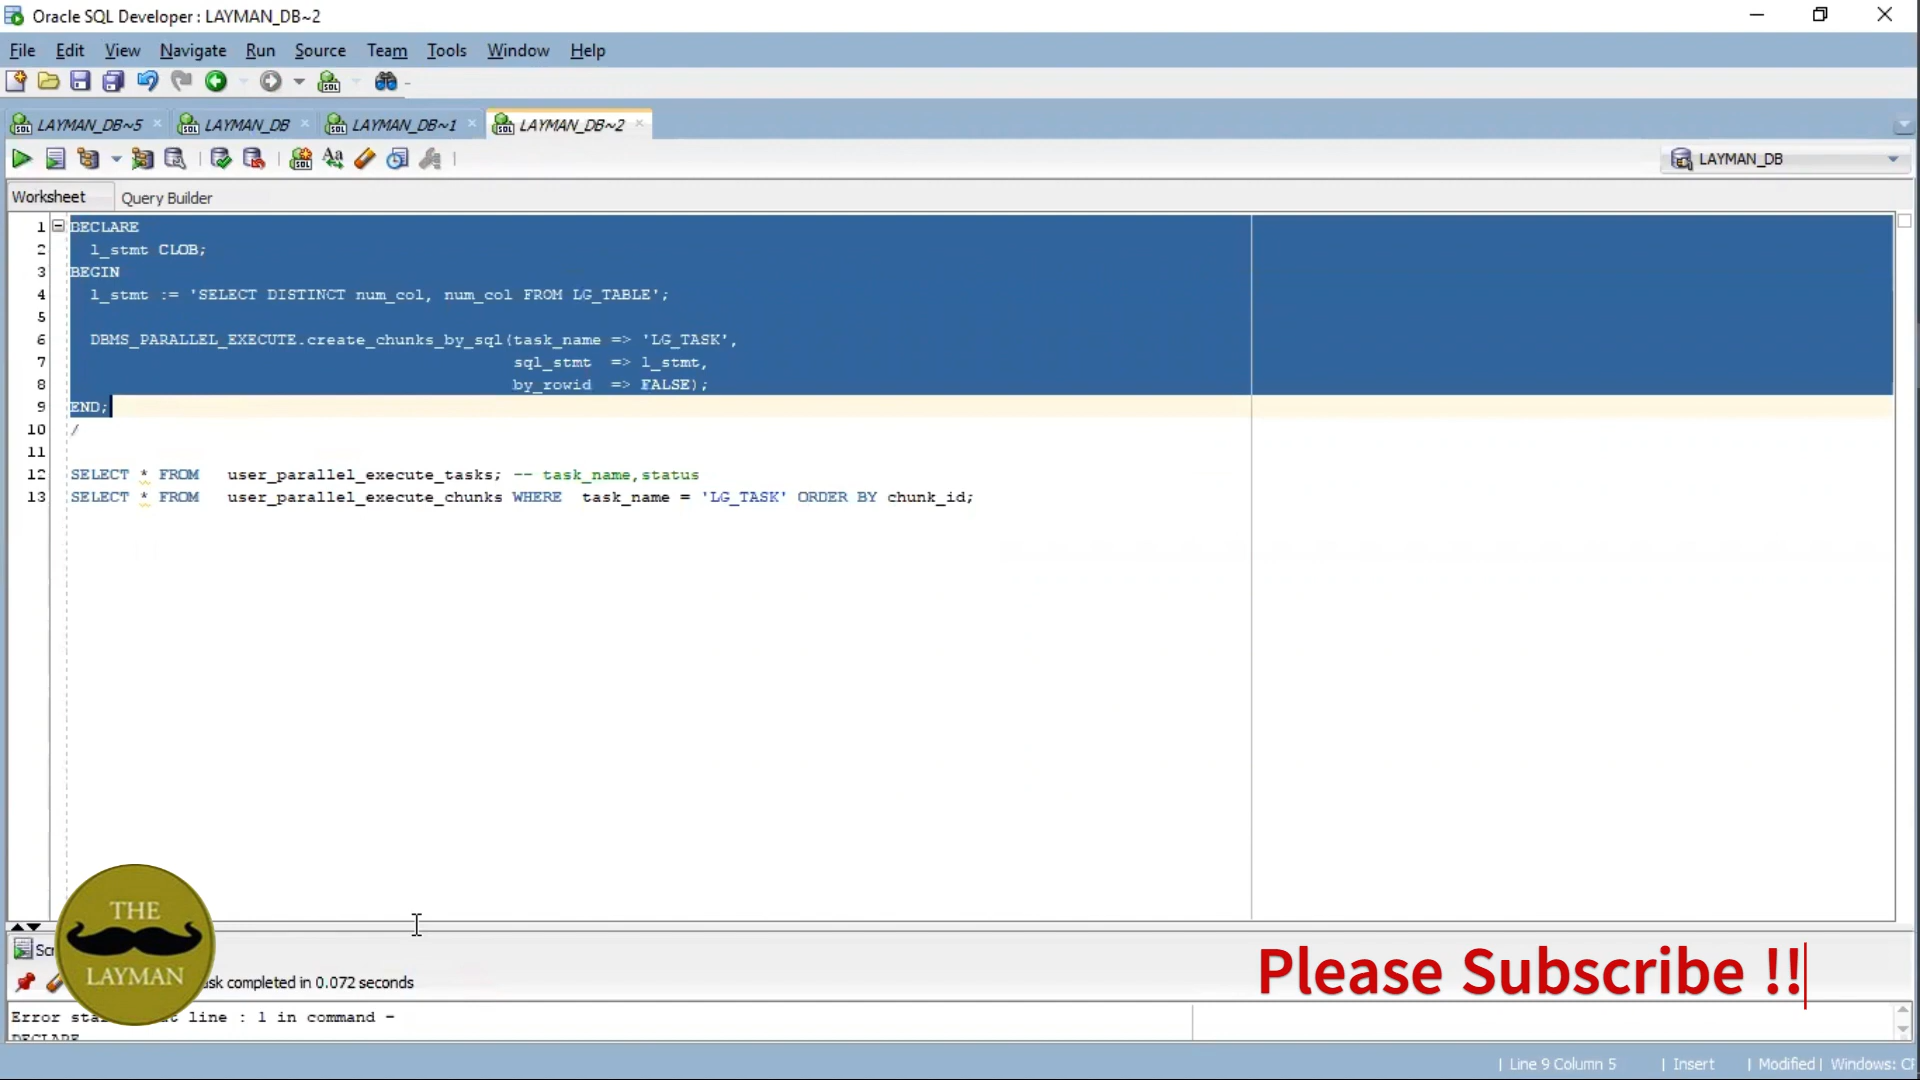 Oracle SQL Developer : LAYMAN_DB~2
File Edit View Navigate Run Source Team Tools Window Help
LAYMAN_DB~5 LAYMAN_DB LAYMAN_DB~1 LAYMAN_DB~2
LAYMAN_DB
Worksheet Query Builder
1 DECLARE
2 l_stmt CLOB;
3 BEGIN
4 l_stmt := 'SELECT DISTINCT num_col, num_col FROM LG_TABLE';
5
6 DBMS_PARALLEL_EXECUTE.create_chunks_by_sql(task_name => 'LG_TASK',
7 sql_stmt => l_stmt,
8 by_rowid => FALSE);
9 END;
10 /
11
12 SELECT * FROM user_parallel_execute_tasks; -- task_name,status
13 SELECT * FROM user_parallel_execute_chunks WHERE task_name = 'LG_TASK' ORDER BY chunk_id;
THE
LAYMAN
completed in 0.072 seconds
Please Subscribe !!
Error line : 1 in command -
DECLARE
Line 9 Column 5 Insert Modified Windows: